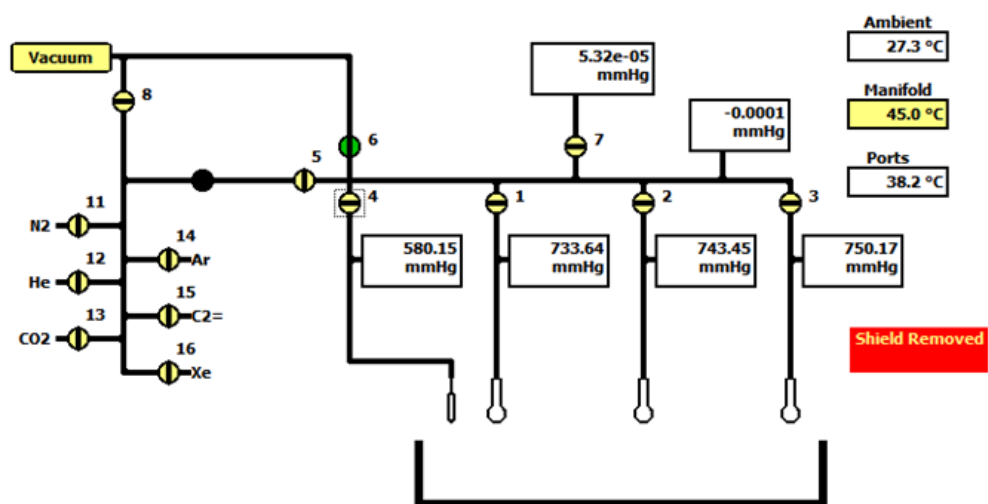 Vacuum
8
6
5
4
5.32e-05
mmHg
7
-0.0001
mmHg
Ambient
27.3 °C
Manifold
45.0 °C
Ports
38.2 °C
1
2
3
11
N2
14
Ar
12
He
15
C2=
13
CO2
16
Xe
580.15
mmHg
733.64
mmHg
743.45
mmHg
750.17
mmHg
Shield Removed